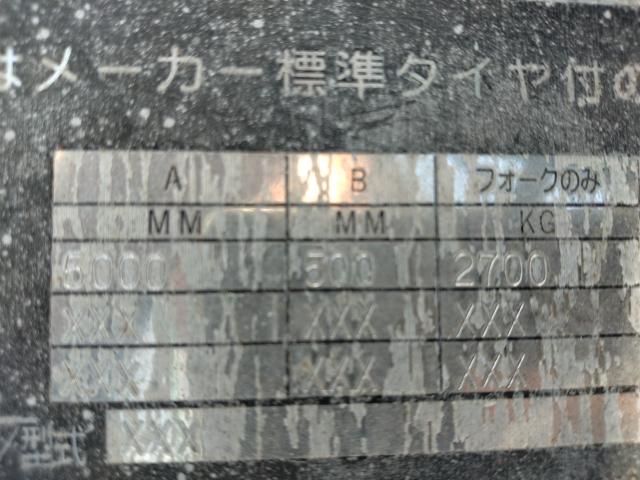 はメーカー標準タイヤ付の
A B フォークのみ
MM MM KG
5000 500 2700
XXX XXX XXX
XXX XXX XXX
型式 XXX